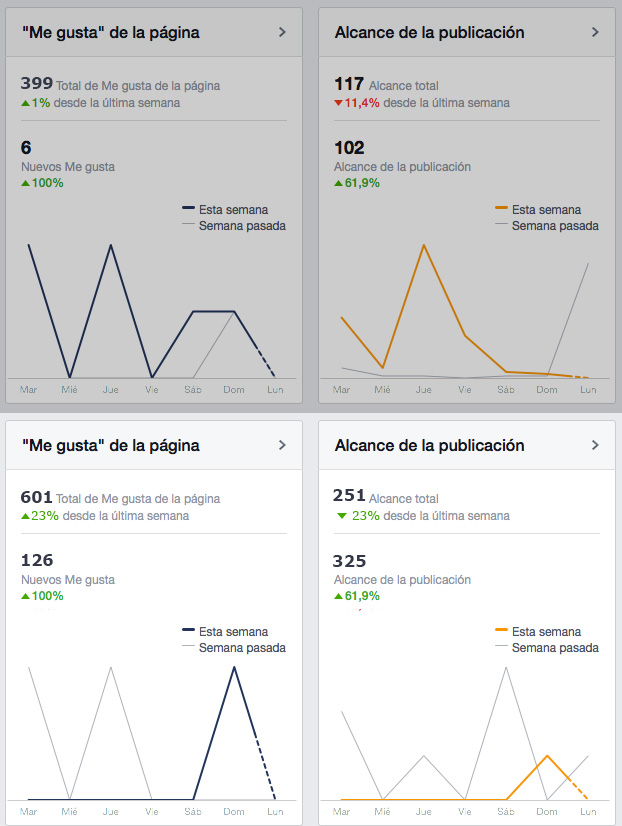 "Me gusta" de la página
399 Total de Me gusta de la página
▲1% desde la última semana
6
Nuevos Me gusta
▲100%
Esta semana
Semana pasada
Mar Mié Jue Vie Sáb Dom Lun
Alcance de la publicación
117 Alcance total
▼11,4% desde la última semana
102
Alcance de la publicación
▲61,9%
Esta semana
Semana pasada
Mar Mié Jue Vie Sáb Dom Lun
"Me gusta" de la página
601 Total de Me gusta de la página
▲23% desde la última semana
126
Nuevos Me gusta
▲100%
Esta semana
Semana pasada
Mar Mié Jue Vie Sáb Dom Lun
Alcance de la publicación
251 Alcance total
▼ 23% desde la última semana
325
Alcance de la publicación
▲61,9%
Esta semana
Semana pasada
Mar Mié Jue Vie Sáb Dom Lun